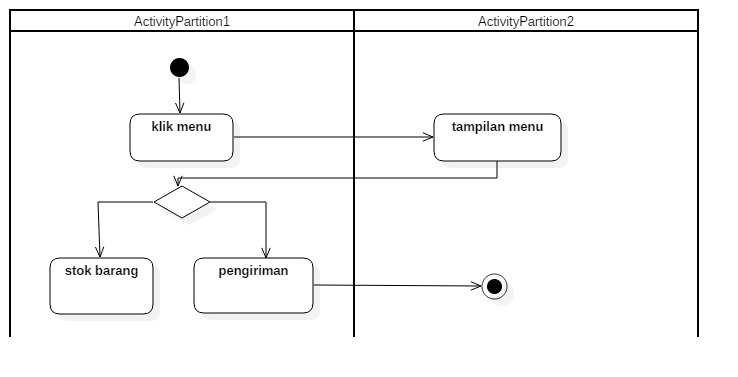 ActivityPartition1
ActivityPartition2
klik menu
tampilan menu
stok barang
pengiriman